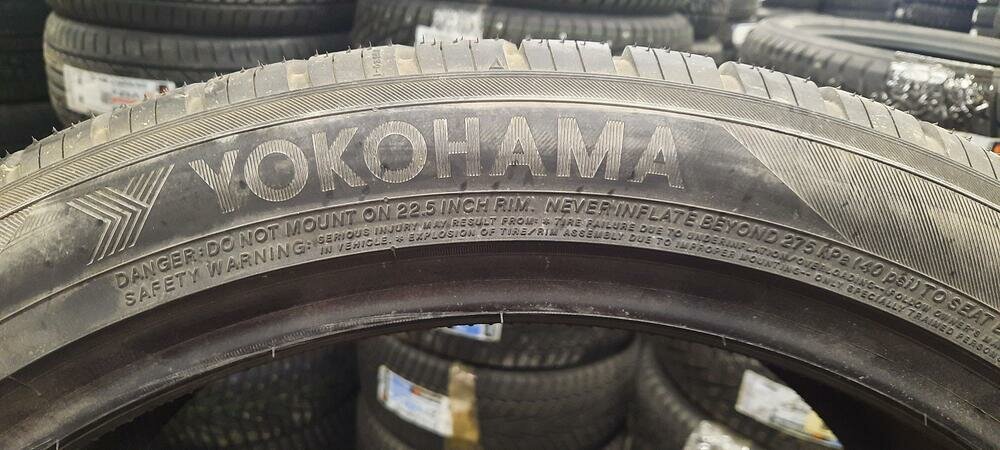 YOKOHAMA
DANGER: DO NOT MOUNT ON 22.5 INCH RIM. NEVER INFLATE BEYOND 275 kPa (40 psi) TO SEAT
SAFETY WARNING: SERIOUS INJURY MAY RESULT FROM: * TIRE FAILURE DUE TO UNDERINFLATION/OVERLOADING-FOLLOW OWNER'S
IN VEHICLE. * EXPLOSION OF TIRE/RIM ASSEMBLY DUE TO IMPROPER MOUNTING- ONLY SPECIALLY TRAINED